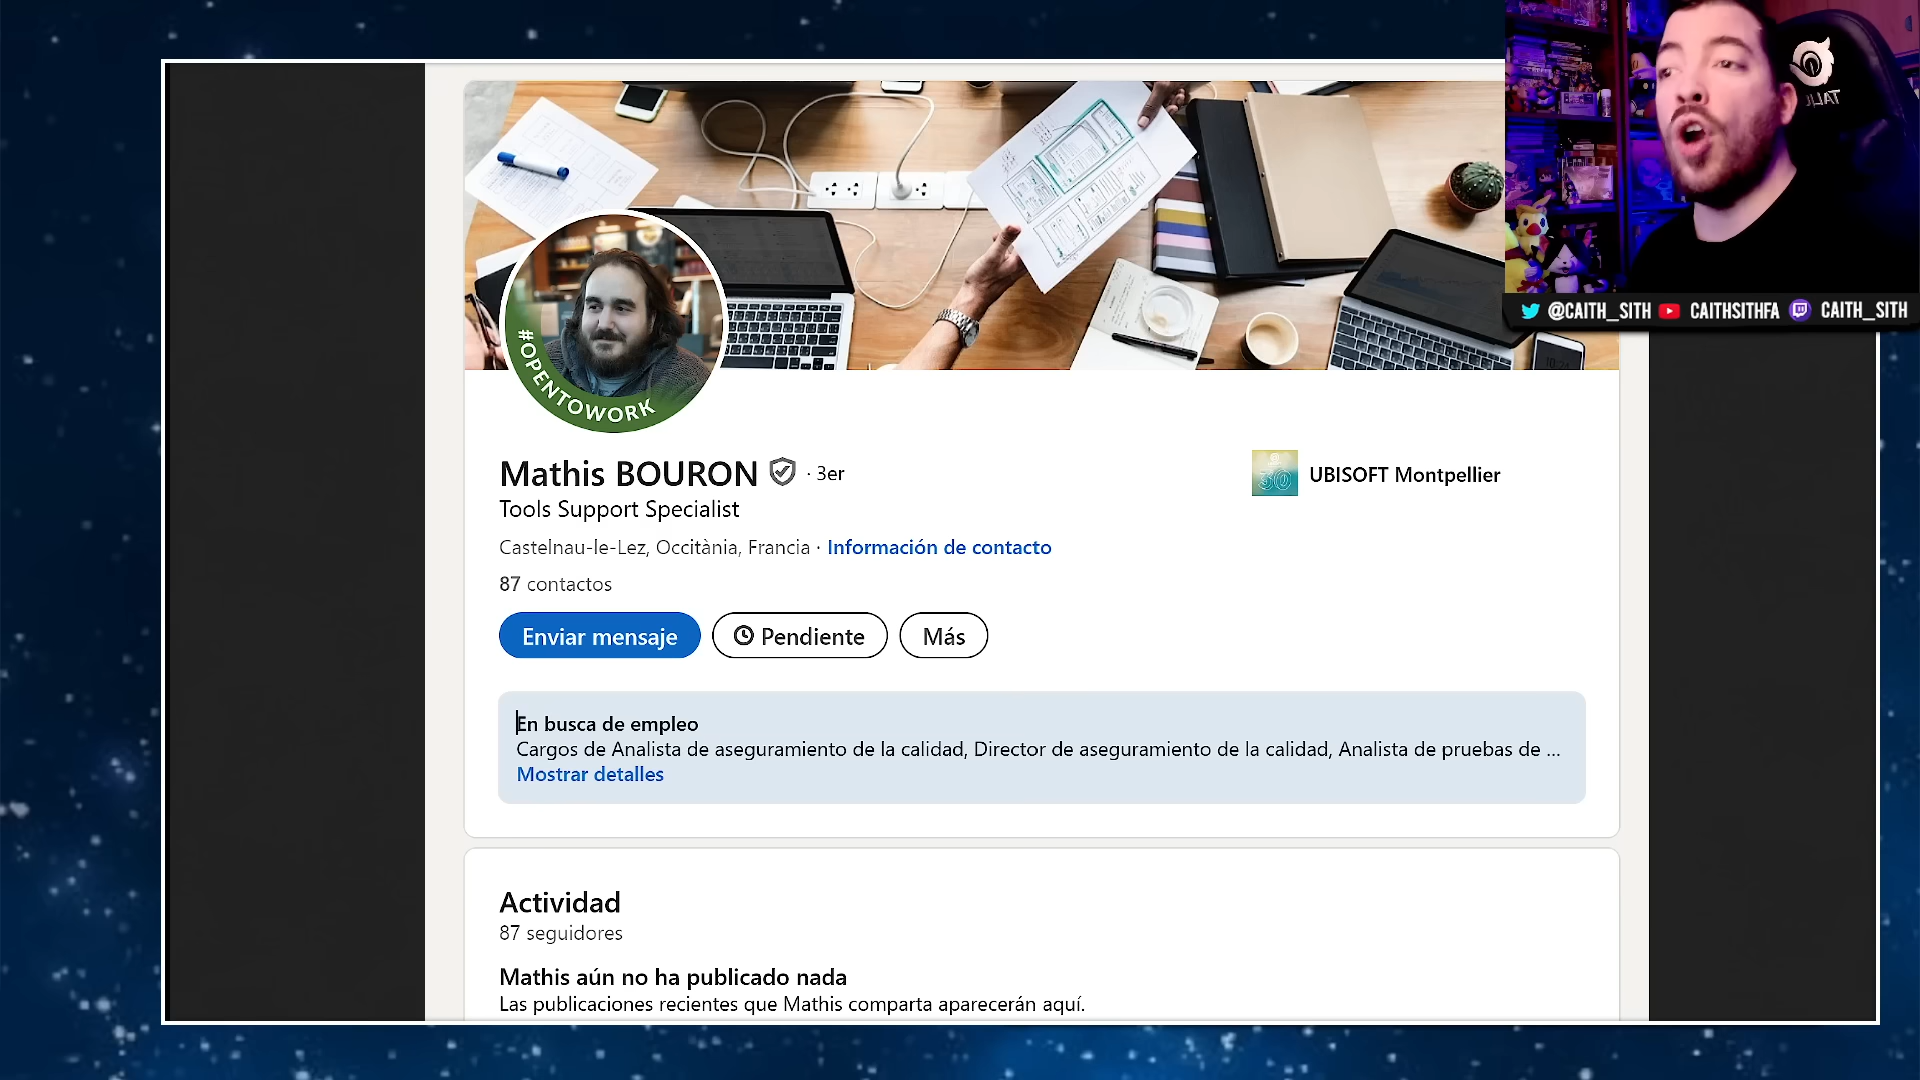 @CAITH_SITH CAITHSITHFA CAITH_SITH
#OPENTOWORK
Mathis BOURON · 3er
UBISOFT Montpellier
Tools Support Specialist
Castelnau-le-Lez, Occitània, Francia · Información de contacto
87 contactos
Enviar mensaje
Pendiente
Más
En busca de empleo
Cargos de Analista de aseguramiento de la calidad, Director de aseguramiento de la calidad, Analista de pruebas de ...
Mostrar detalles
Actividad
87 seguidores
Mathis aún no ha publicado nada
Las publicaciones recientes que Mathis comparta aparecerán aquí.